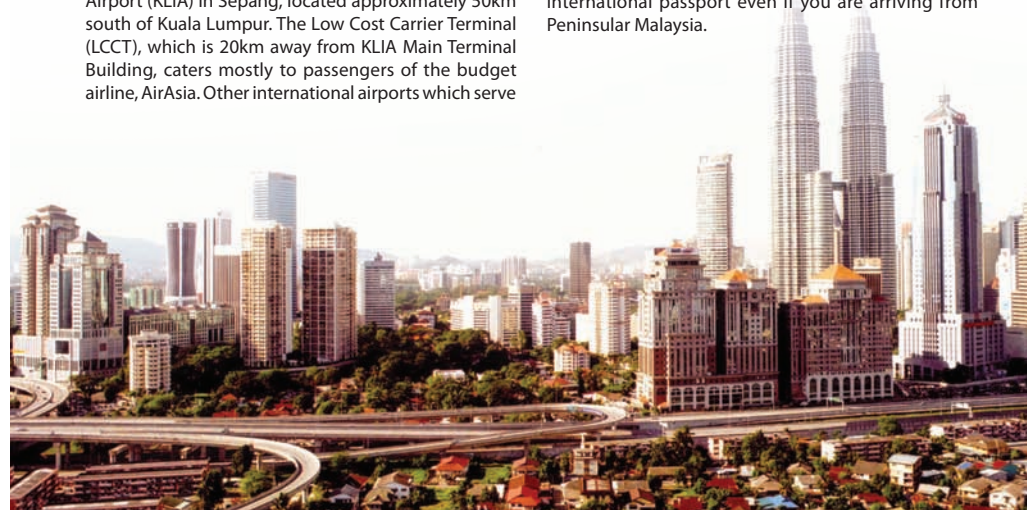 Airport (KLIA) in Sepang, located approximately 50km
south of Kuala Lumpur. The Low Cost Carrier Terminal
(LCCT), which is 20km away from KLIA Main Terminal
Building, caters mostly to passengers of the budget
airline, AirAsia. Other international airports which serve
international passport even if you are arriving from
Peninsular Malaysia.